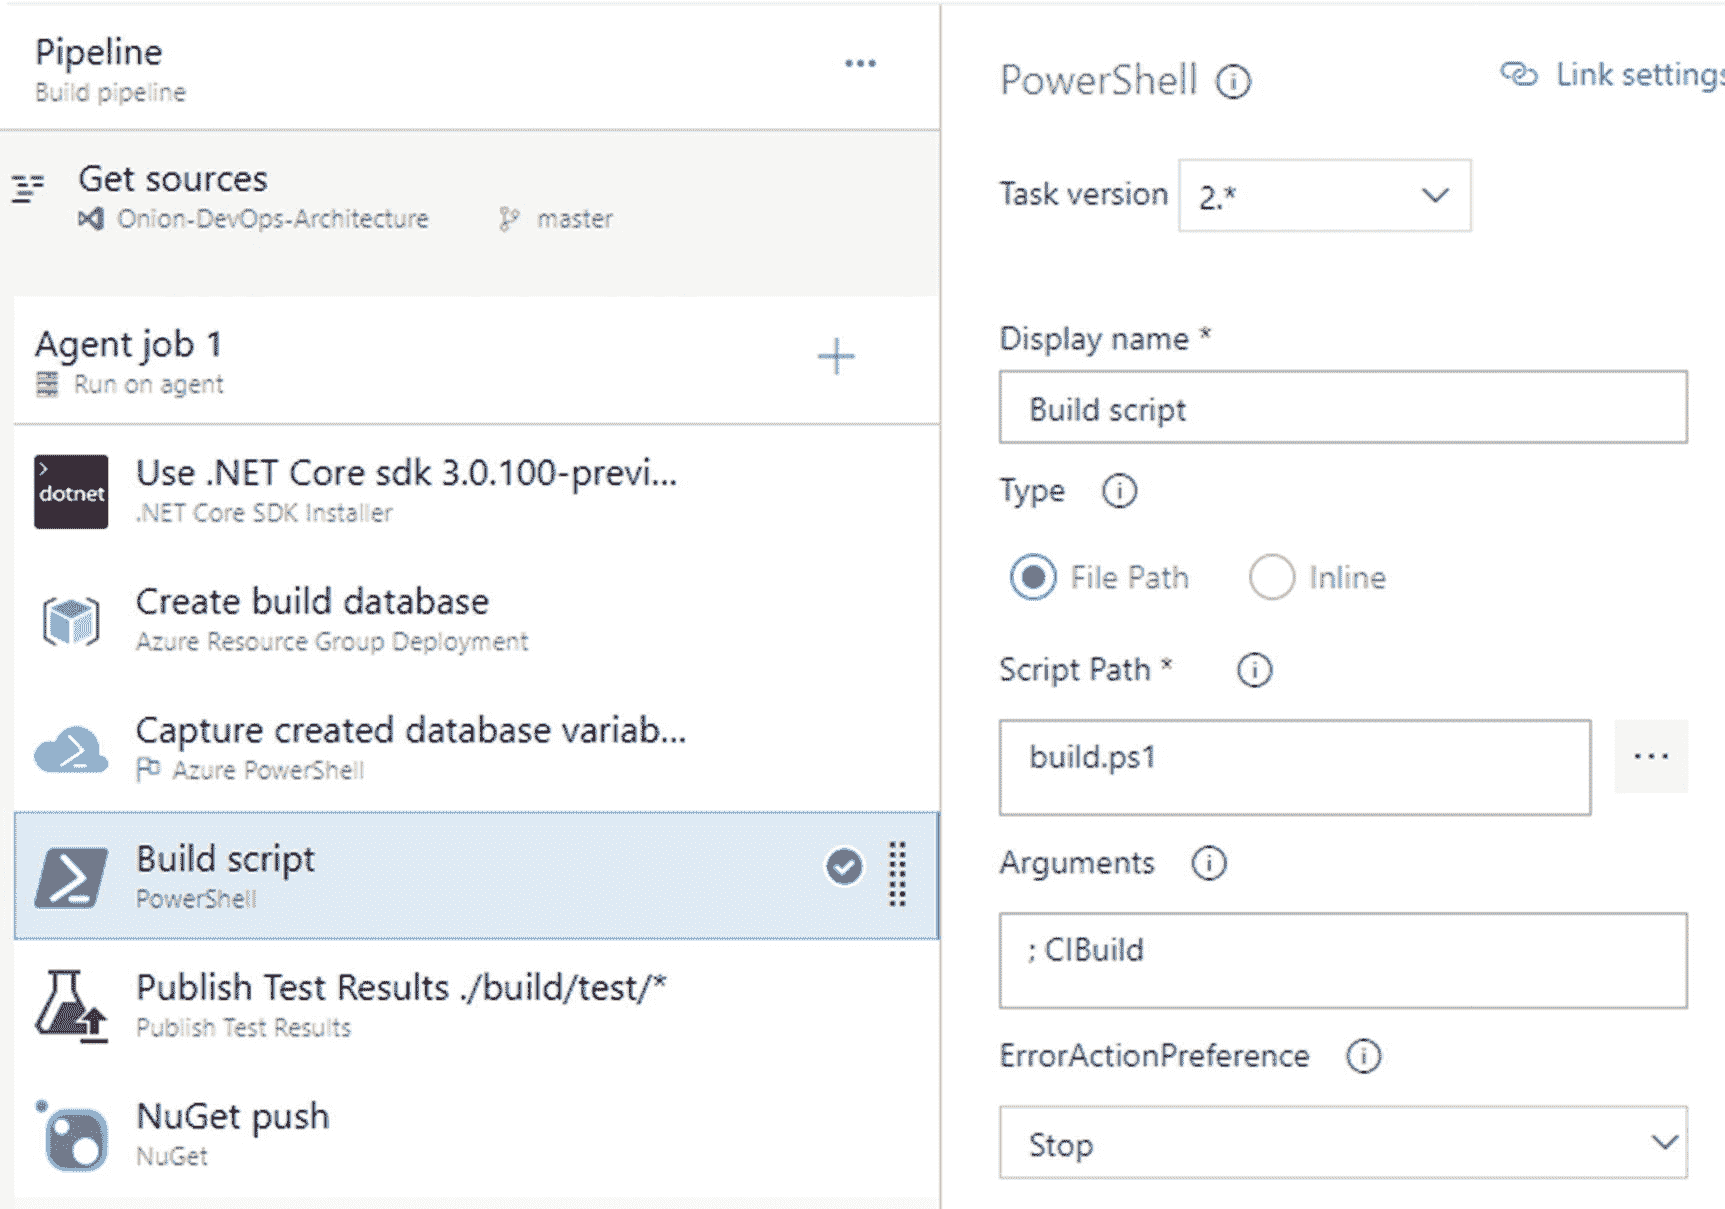 Pipeline
Build pipeline
Get sources
Onion-DevOps-Architecture master
Agent job 1
Run on agent
> dotnet
Use .NET Core sdk 3.0.100-previ...
.NET Core SDK Installer
Create build database
Azure Resource Group Deployment
Capture created database variab...
Azure PowerShell
Build script
PowerShell
Publish Test Results ./build/test/*
Publish Test Results
NuGet push
NuGet
PowerShell
Link settings
Task version 2.*
Display name *
Build script
Type
File Path Inline
Script Path *
build.ps1
...
Arguments
; CIBuild
ErrorActionPreference
Stop